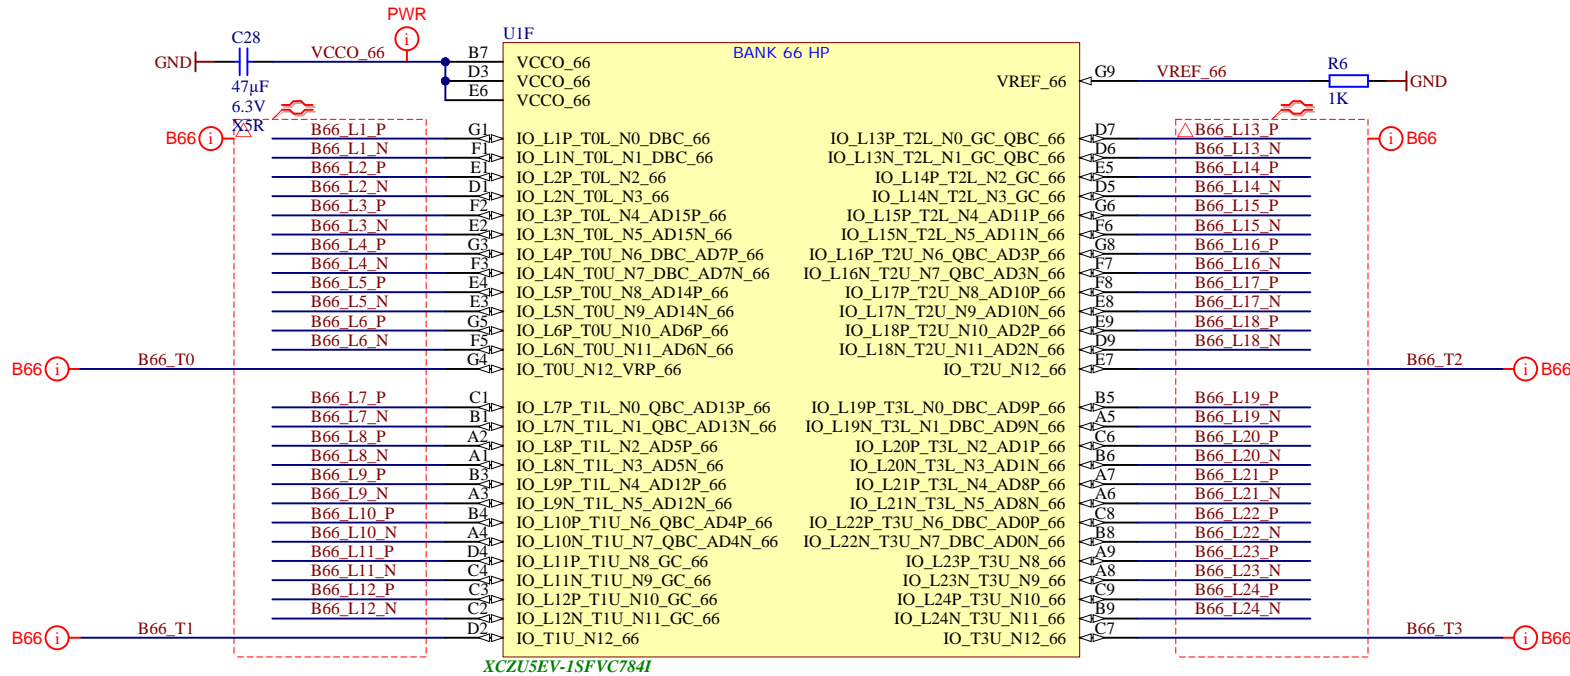 PWR
C28
GND
VCCO_66
47µF
6.3V
X5R
U1F
BANK 66 HP
B7 VCCO_66
D3 VCCO_66
E6 VCCO_66
VREF_66 G9 VREF_66
R6
1K
GND
B66
B66_L1_P G1 IO_L1P_T0L_N0_DBC_66
B66_L1_N F1 IO_L1N_T0L_N1_DBC_66
B66_L2_P E1 IO_L2P_T0L_N2_66
B66_L2_N D1 IO_L2N_T0L_N3_66
B66_L3_P F2 IO_L3P_T0L_N4_AD15P_66
B66_L3_N E2 IO_L3N_T0L_N5_AD15N_66
B66_L4_P G3 IO_L4P_T0U_N6_DBC_AD7P_66
B66_L4_N F3 IO_L4N_T0U_N7_DBC_AD7N_66
B66_L5_P E4 IO_L5P_T0U_N8_AD14P_66
B66_L5_N E3 IO_L5N_T0U_N9_AD14N_66
B66_L6_P G5 IO_L6P_T0U_N10_AD6P_66
B66_L6_N F5 IO_L6N_T0U_N11_AD6N_66
B66 B66_T0 G4 IO_T0U_N12_VRP_66
B66_L7_P C1 IO_L7P_T1L_N0_QBC_AD13P_66
B66_L7_N B1 IO_L7N_T1L_N1_QBC_AD13N_66
B66_L8_P A2 IO_L8P_T1L_N2_AD5P_66
B66_L8_N A1 IO_L8N_T1L_N3_AD5N_66
B66_L9_P B3 IO_L9P_T1L_N4_AD12P_66
B66_L9_N A3 IO_L9N_T1L_N5_AD12N_66
B66_L10_P B4 IO_L10P_T1U_N6_QBC_AD4P_66
B66_L10_N A4 IO_L10N_T1U_N7_QBC_AD4N_66
B66_L11_P D4 IO_L11P_T1U_N8_GC_66
B66_L11_N C4 IO_L11N_T1U_N9_GC_66
B66_L12_P C3 IO_L12P_T1U_N10_GC_66
B66_L12_N C2 IO_L12N_T1U_N11_GC_66
B66 B66_T1 D2 IO_T1U_N12_66
IO_L13P_T2L_N0_GC_QBC_66 D7 B66_L13_P B66
IO_L13N_T2L_N1_GC_QBC_66 D6 B66_L13_N
IO_L14P_T2L_N2_GC_66 E5 B66_L14_P
IO_L14N_T2L_N3_GC_66 D5 B66_L14_N
IO_L15P_T2L_N4_AD11P_66 G6 B66_L15_P
IO_L15N_T2L_N5_AD11N_66 F6 B66_L15_N
IO_L16P_T2U_N6_QBC_AD3P_66 G8 B66_L16_P
IO_L16N_T2U_N7_QBC_AD3N_66 F7 B66_L16_N
IO_L17P_T2U_N8_AD10P_66 F8 B66_L17_P
IO_L17N_T2U_N9_AD10N_66 E8 B66_L17_N
IO_L18P_T2U_N10_AD2P_66 E9 B66_L18_P
IO_L18N_T2U_N11_AD2N_66 D9 B66_L18_N
IO_T2U_N12_66 E7 B66_T2 B66
IO_L19P_T3L_N0_DBC_AD9P_66 B5 B66_L19_P
IO_L19N_T3L_N1_DBC_AD9N_66 A5 B66_L19_N
IO_L20P_T3L_N2_AD1P_66 C6 B66_L20_P
IO_L20N_T3L_N3_AD1N_66 B6 B66_L20_N
IO_L21P_T3L_N4_AD8P_66 A7 B66_L21_P
IO_L21N_T3L_N5_AD8N_66 A6 B66_L21_N
IO_L22P_T3U_N6_DBC_AD0P_66 C8 B66_L22_P
IO_L22N_T3U_N7_DBC_AD0N_66 B8 B66_L22_N
IO_L23P_T3U_N8_66 A9 B66_L23_P
IO_L23N_T3U_N9_66 A8 B66_L23_N
IO_L24P_T3U_N10_66 C9 B66_L24_P
IO_L24N_T3U_N11_66 B9 B66_L24_N
IO_T3U_N12_66 C7 B66_T3 B66
XCZU5EV-1SFVC784I